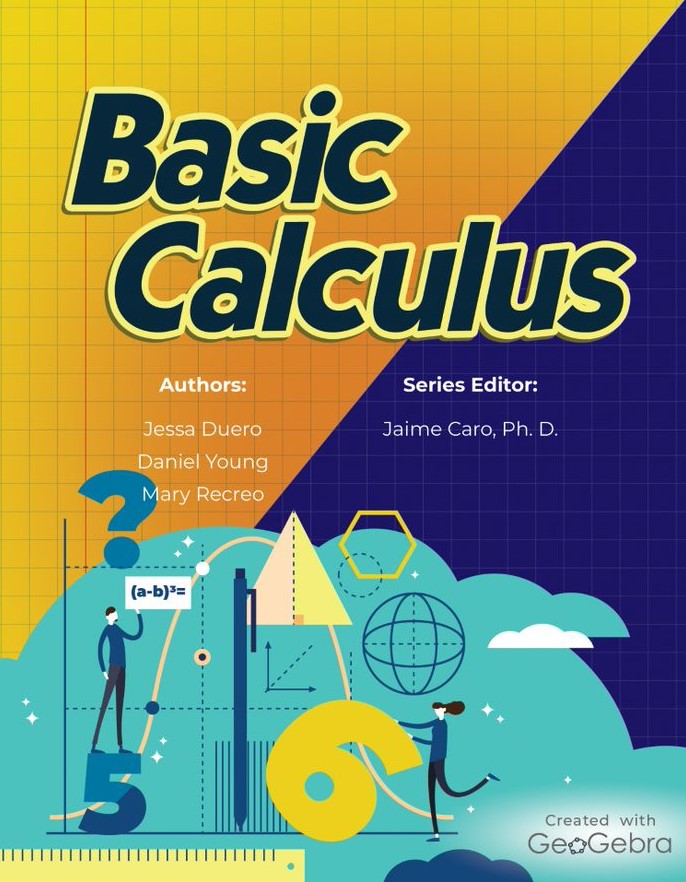 Basic
Calculus
Authors:
Jessa Duero
Daniel Young
Mary Recreo
Series Editor:
Jaime Caro, Ph. D.
?
(a-b)³=
5
6
Created with
GeoGebra